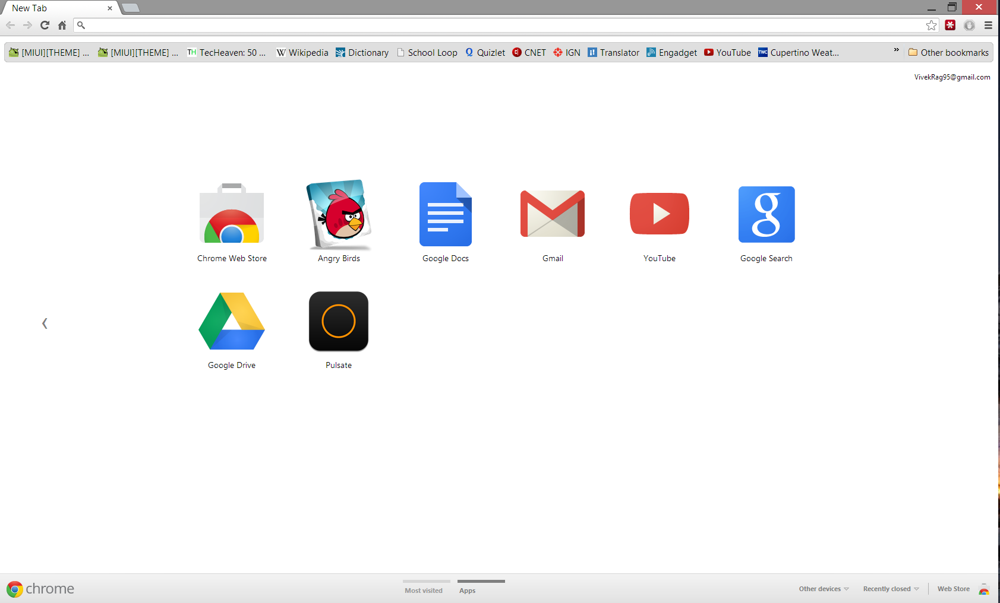 New Tab
[MIUI][THEME] ... [MIUI][THEME] ... TH TecHeaven: 50 ... W Wikipedia Dictionary School Loop Q Quizlet CNET IGN i! Translator Engadget YouTube TWC Cupertino Weat... » Other bookmarks
VivekRag95@gmail.com
Chrome Web Store Angry Birds Google Docs Gmail YouTube g Google Search
Google Drive Pulsate
chrome Most visited Apps Other devices Recently closed Web Store